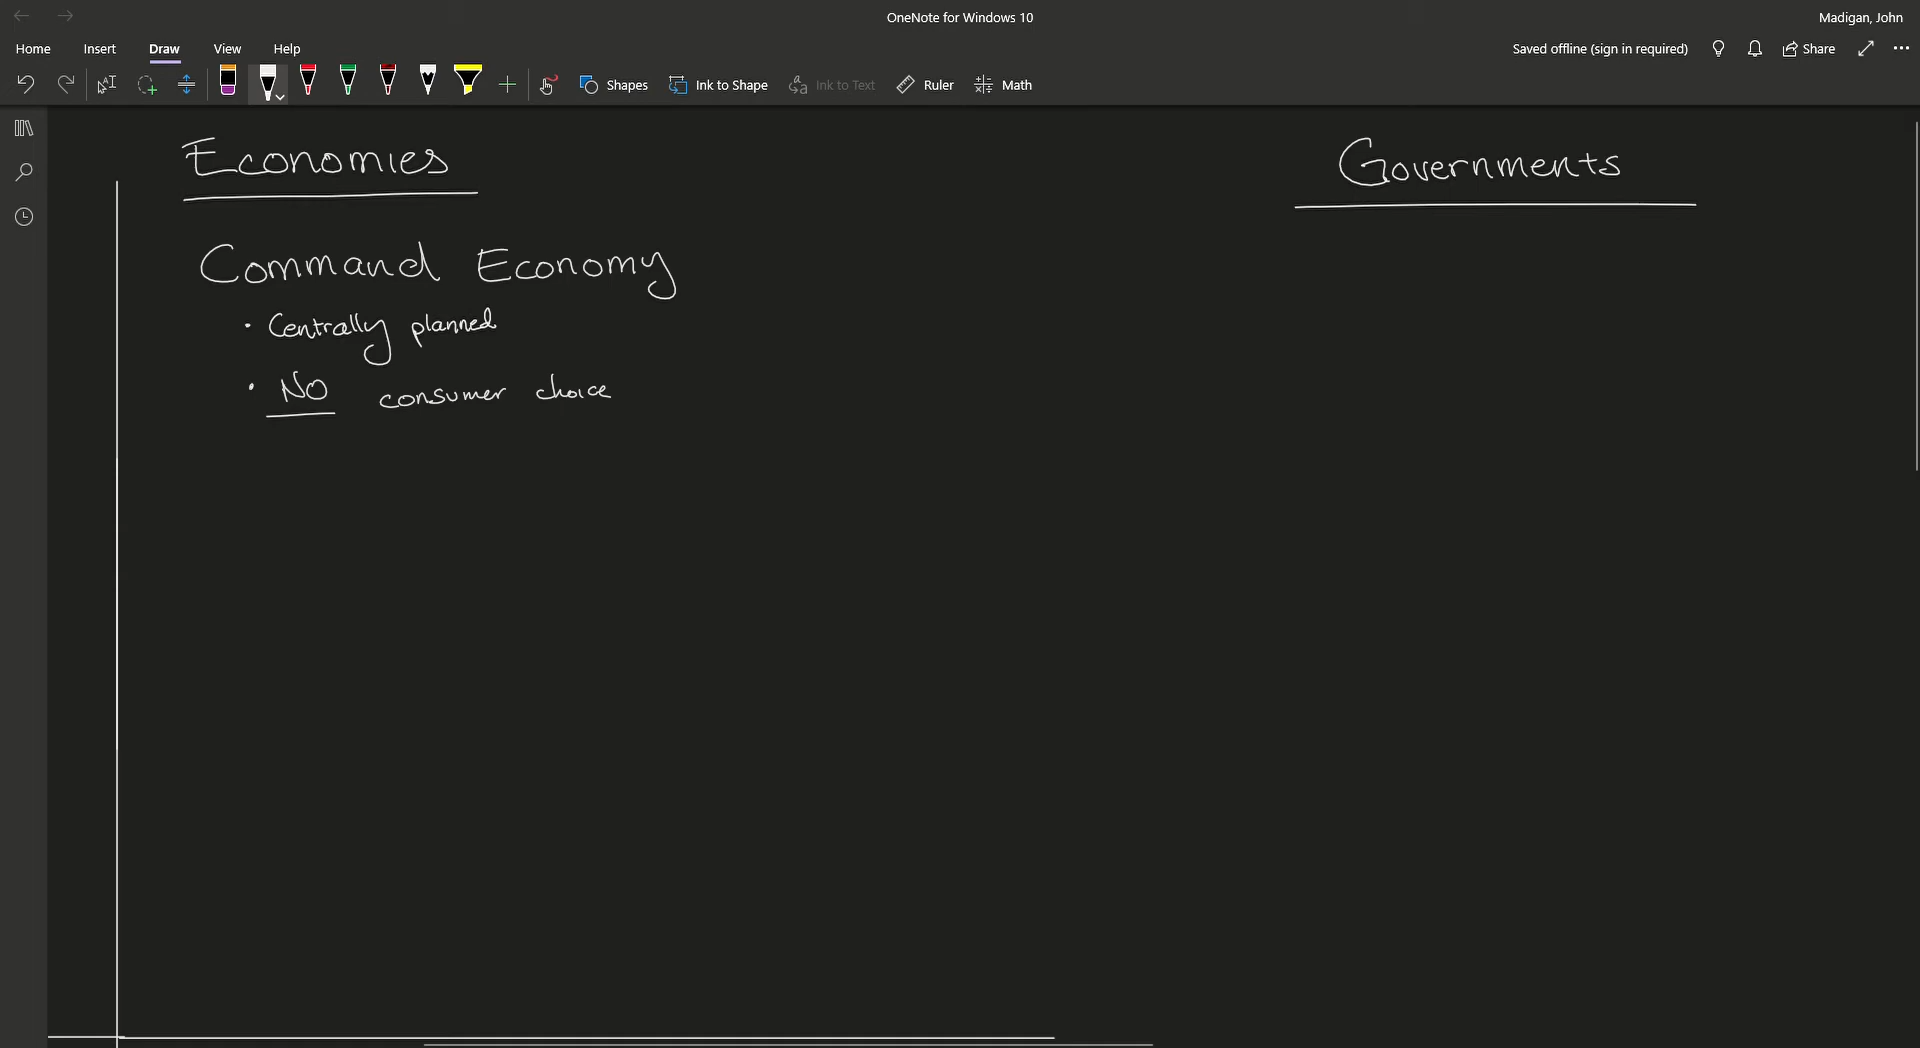 OneNote for Windows 10
Madigan, John
Home Insert Draw View Help
Saved offline (sign in required) Share
Shapes Ink to Shape Ink to Text Ruler Math
Economies
Governments
Command Economy
• Centrally planned
• NO consumer choice